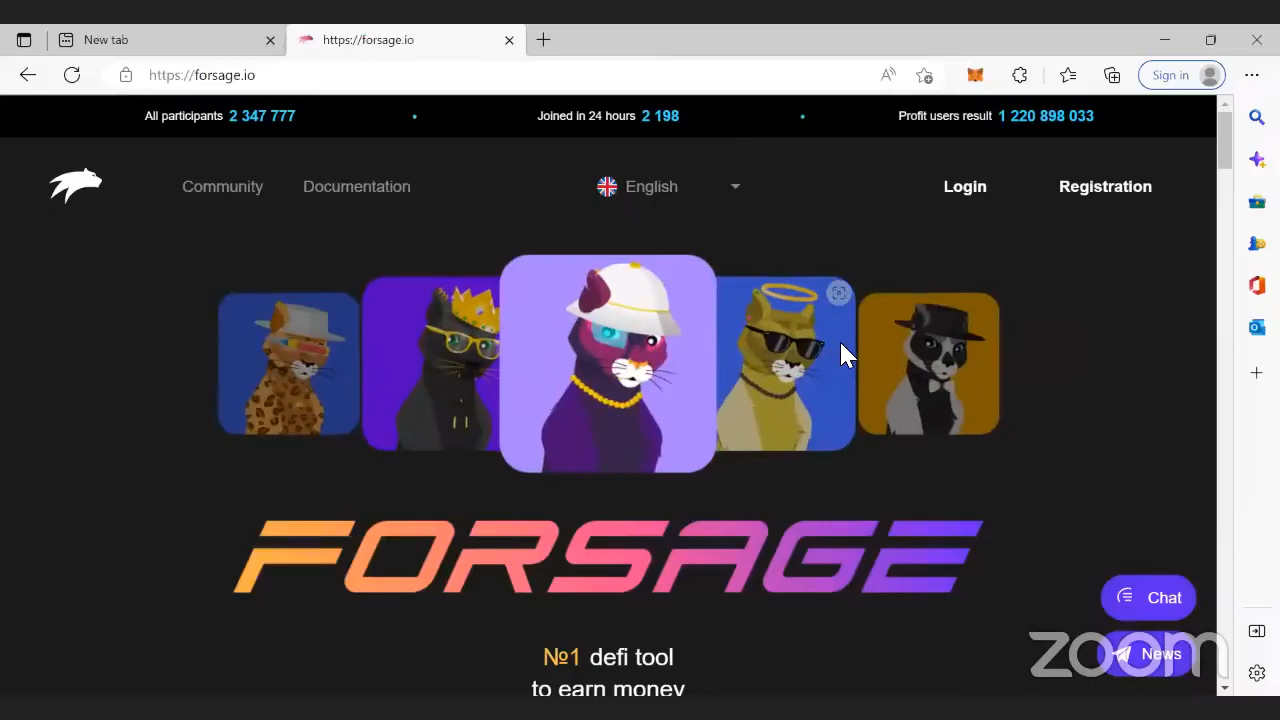 New tab
https://forsage.io
https://forsage.io
Sign in
All participants 2 347 777
Joined in 24 hours 2 198
Profit users result 1 220 898 033
Community
Documentation
English
Login
Registration
FORSAGE
№1 defi tool
to earn money
Chat
News
zoom